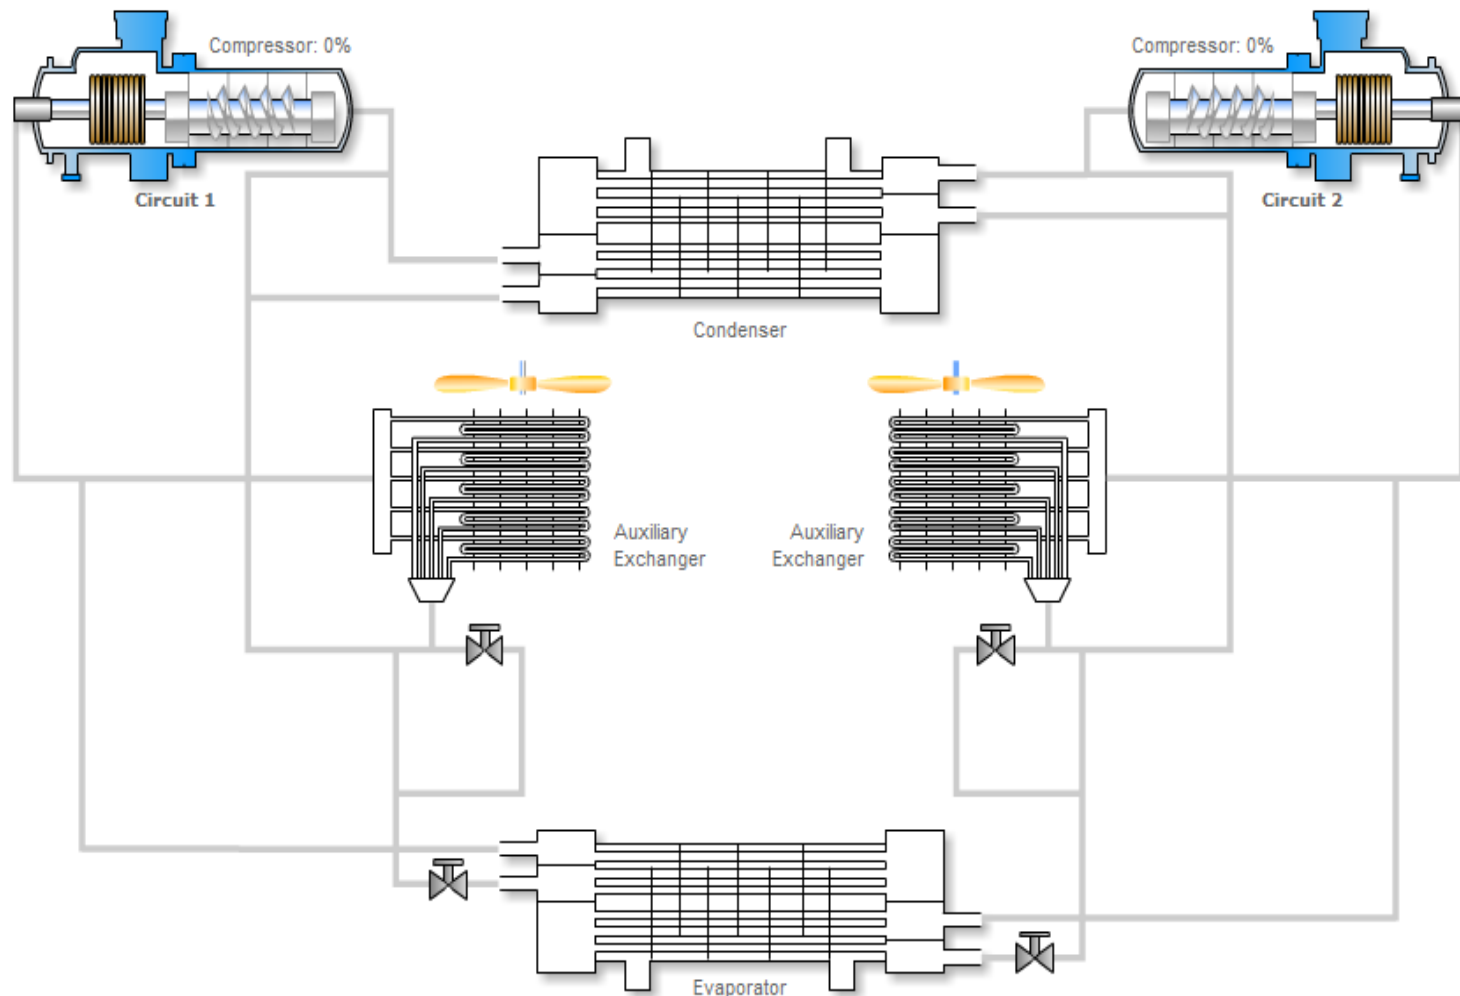 Compressor: 0%
Compressor: 0%
Circuit 1
Circuit 2
Condenser
Auxiliary
Exchanger
Auxiliary
Exchanger
Evaporator